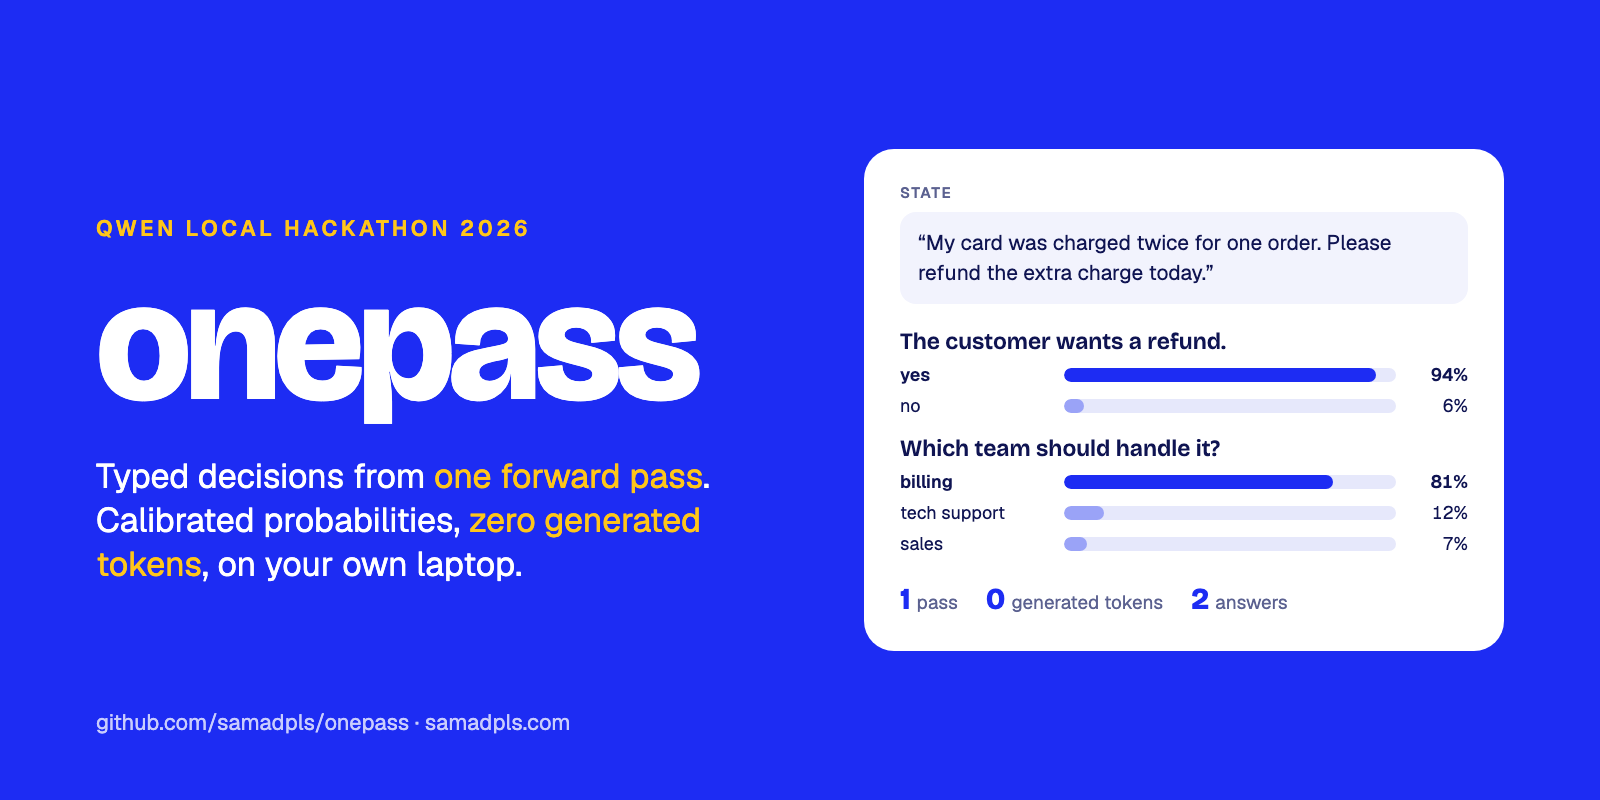 QWEN LOCAL HACKATHON 2026
onepass
Typed decisions from one forward pass.
Calibrated probabilities, zero generated
tokens, on your own laptop.
github.com/samadpls/onepass · samadpls.com
STATE
“My card was charged twice for one order. Please
refund the extra charge today.”
The customer wants a refund.
yes 94%
no 6%
Which team should handle it?
billing 81%
tech support 12%
sales 7%
1 pass 0 generated tokens 2 answers